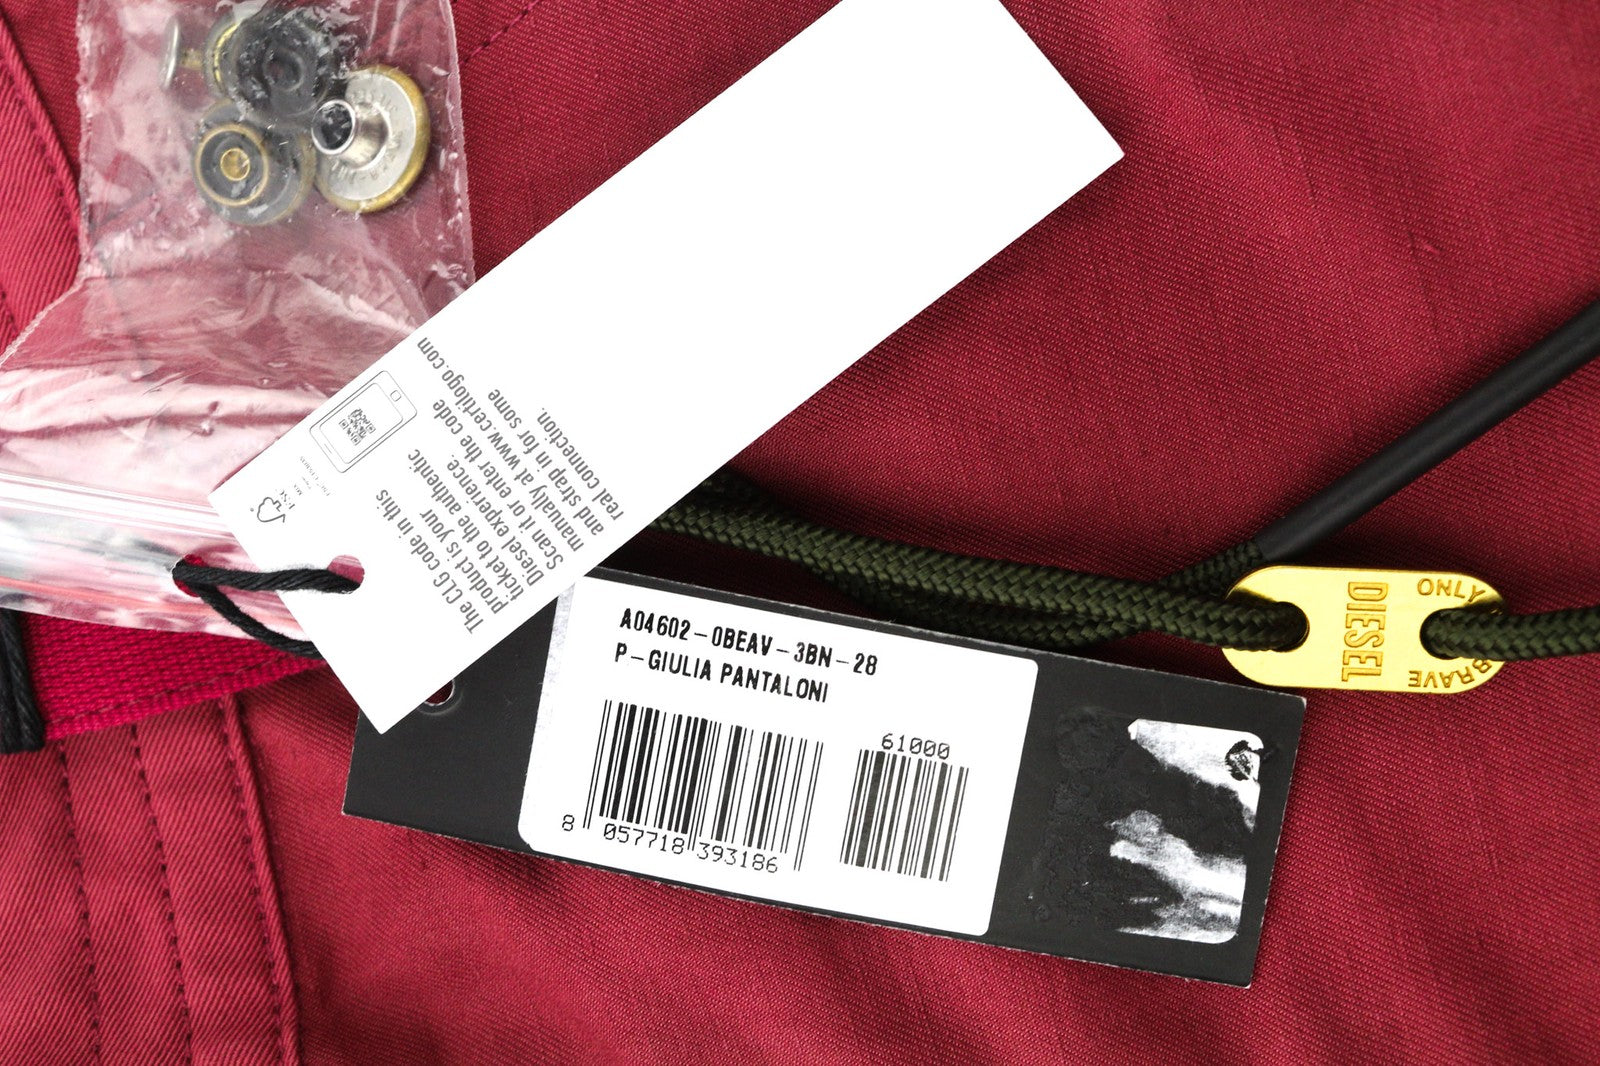 A04602-0BEAV-3BN-28
P-GIULIA PANTALONI
61000
8 057718 393186
The CLG code in this
product is your
ticket to the authentic
Diesel experience.
Scan it or enter the code
manually at www.certilogo.com
and strap in for some
real connection.
DIESEL
ONLY
BRAVE